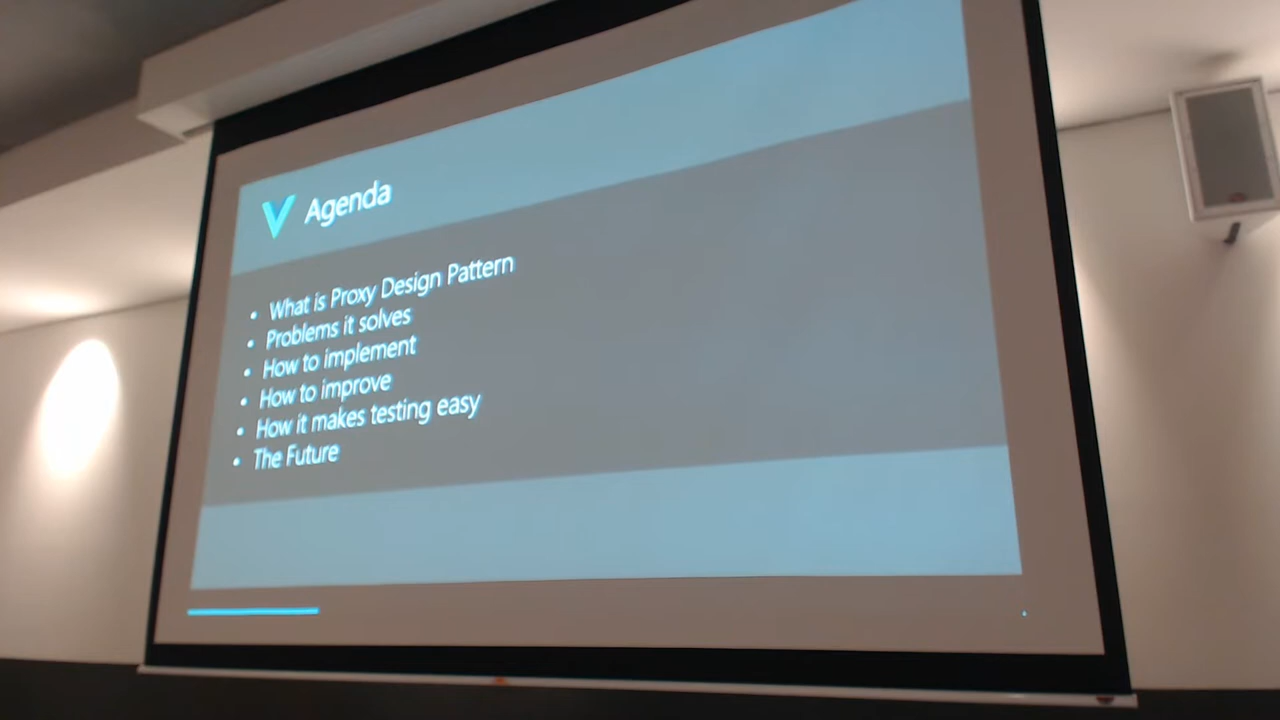 Agenda
• What is Proxy Design Pattern
• Problems it solves
• How to implement
• How to improve
• How it makes testing easy
• The Future